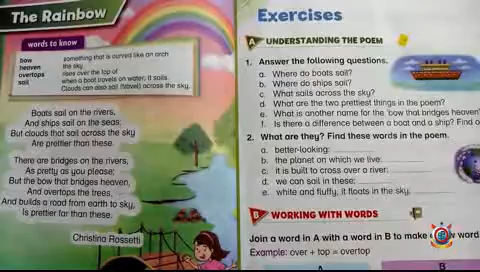 The Rainbow
words to know
bow something that is curved like an arch
heaven the sky
overtops rises over the top of
sail when a boat travels on water, it sails.
Clouds can also sail (travel) across the sky.
Boats sail on the rivers,
And ships sail on the seas;
But clouds that sail across the sky
Are prettier than these.
There are bridges on the rivers,
As pretty as you please;
But the bow that bridges heaven,
And overtops the trees,
And builds a road from earth to sky,
Is prettier far than these.
Christina Rossetti
Exercises
A UNDERSTANDING THE POEM
1. Answer the following questions.
a. Where do boats sail?
b. Where do ships sail?
c. What sails across the sky?
d. What are the two prettiest things in the poem?
e. What is another name for the 'bow that bridges heaven'
f. Is there a difference between a boat and a ship? Find o
2. What are they? Find these words in the poem.
a. better-looking:
b. the planet on which we live:
c. it is built to cross over a river:
d. we can sail in these:
e. white and fluffy, it floats in the sky:
B WORKING WITH WORDS
Join a word in A with a word in B to make word
Example: over + top = overtop
A B